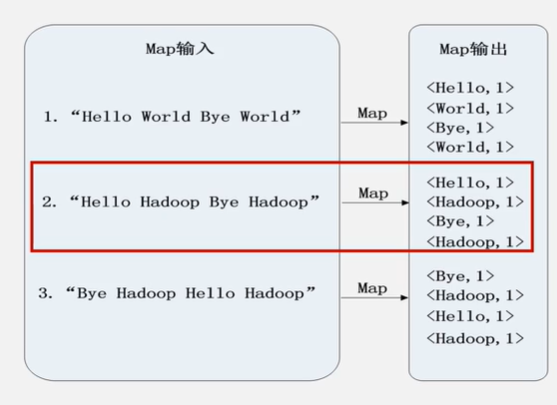 Map输入
Map输出
1. “Hello World Bye World”
Map
<Hello, 1>
<World, 1>
<Bye, 1>
<World, 1>
2. “Hello Hadoop Bye Hadoop”
Map
<Hello, 1>
<Hadoop, 1>
<Bye, 1>
<Hadoop, 1>
3. “Bye Hadoop Hello Hadoop”
Map
<Bye, 1>
<Hadoop, 1>
<Hello, 1>
<Hadoop, 1>